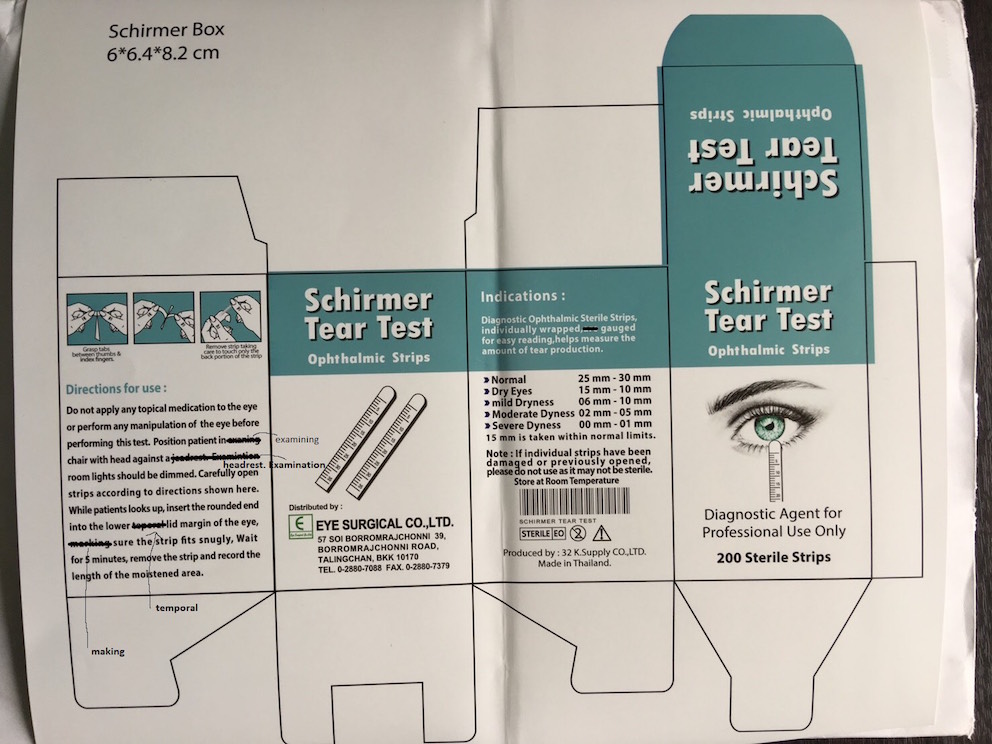 Schirmer Box
6*6.4*8.2 cm
Schirmer
Tear Test
Ophthalmic Strips
Grasp tabs
between thumbs &
index fingers.
Remove strip taking
care to touch only the
back portion of the strip
Directions for use :
Do not apply any topical medication to the eye
or perform any manipulation of the eye before
performing this test. Position patient in exaning
examining
chair with head against a jeadrest. Examintion
headrest. Examination
room lights should be dimmed. Carefully open
strips according to directions shown here.
While patients looks up, insert the rounded end
into the lower toporal lid margin of the eye,
marking sure the strip fits snugly, Wait
for 5 minutes, remove the strip and record the
length of the moistened area.
temporal
making
Schirmer
Tear Test
Ophthalmic Strips
Distributed by :
E
EYE SURGICAL CO.,LTD.
57 SOI BORROMRAJCHONNI 39,
BORROMRAJCHONNI ROAD,
TALINGCHAN, BKK 10170
TEL. 0-2880-7088 FAX. 0-2880-7379
Indications :
Diagnostic Ophthalmic Sterile Strips,
individually wrapped, gauged
for easy reading,helps measure the
amount of tear production.
Normal 25 mm - 30 mm
Dry Eyes 15 mm - 10 mm
mild Dryness 06 mm - 10 mm
Moderate Dyness 02 mm - 05 mm
Severe Dyness 00 mm - 01 mm
15 mm is taken within normal limits.
Note : If individual strips have been
damaged or previously opened,
please do not use as it may not be sterile.
Store at Room Temperature
SCHIRMER TEAR TEST
STERILE EO 2
Produced by : 32 K.Supply CO.,LTD.
Made in Thailand.
Schirmer
Tear Test
Ophthalmic Strips
Diagnostic Agent for
Professional Use Only
200 Sterile Strips